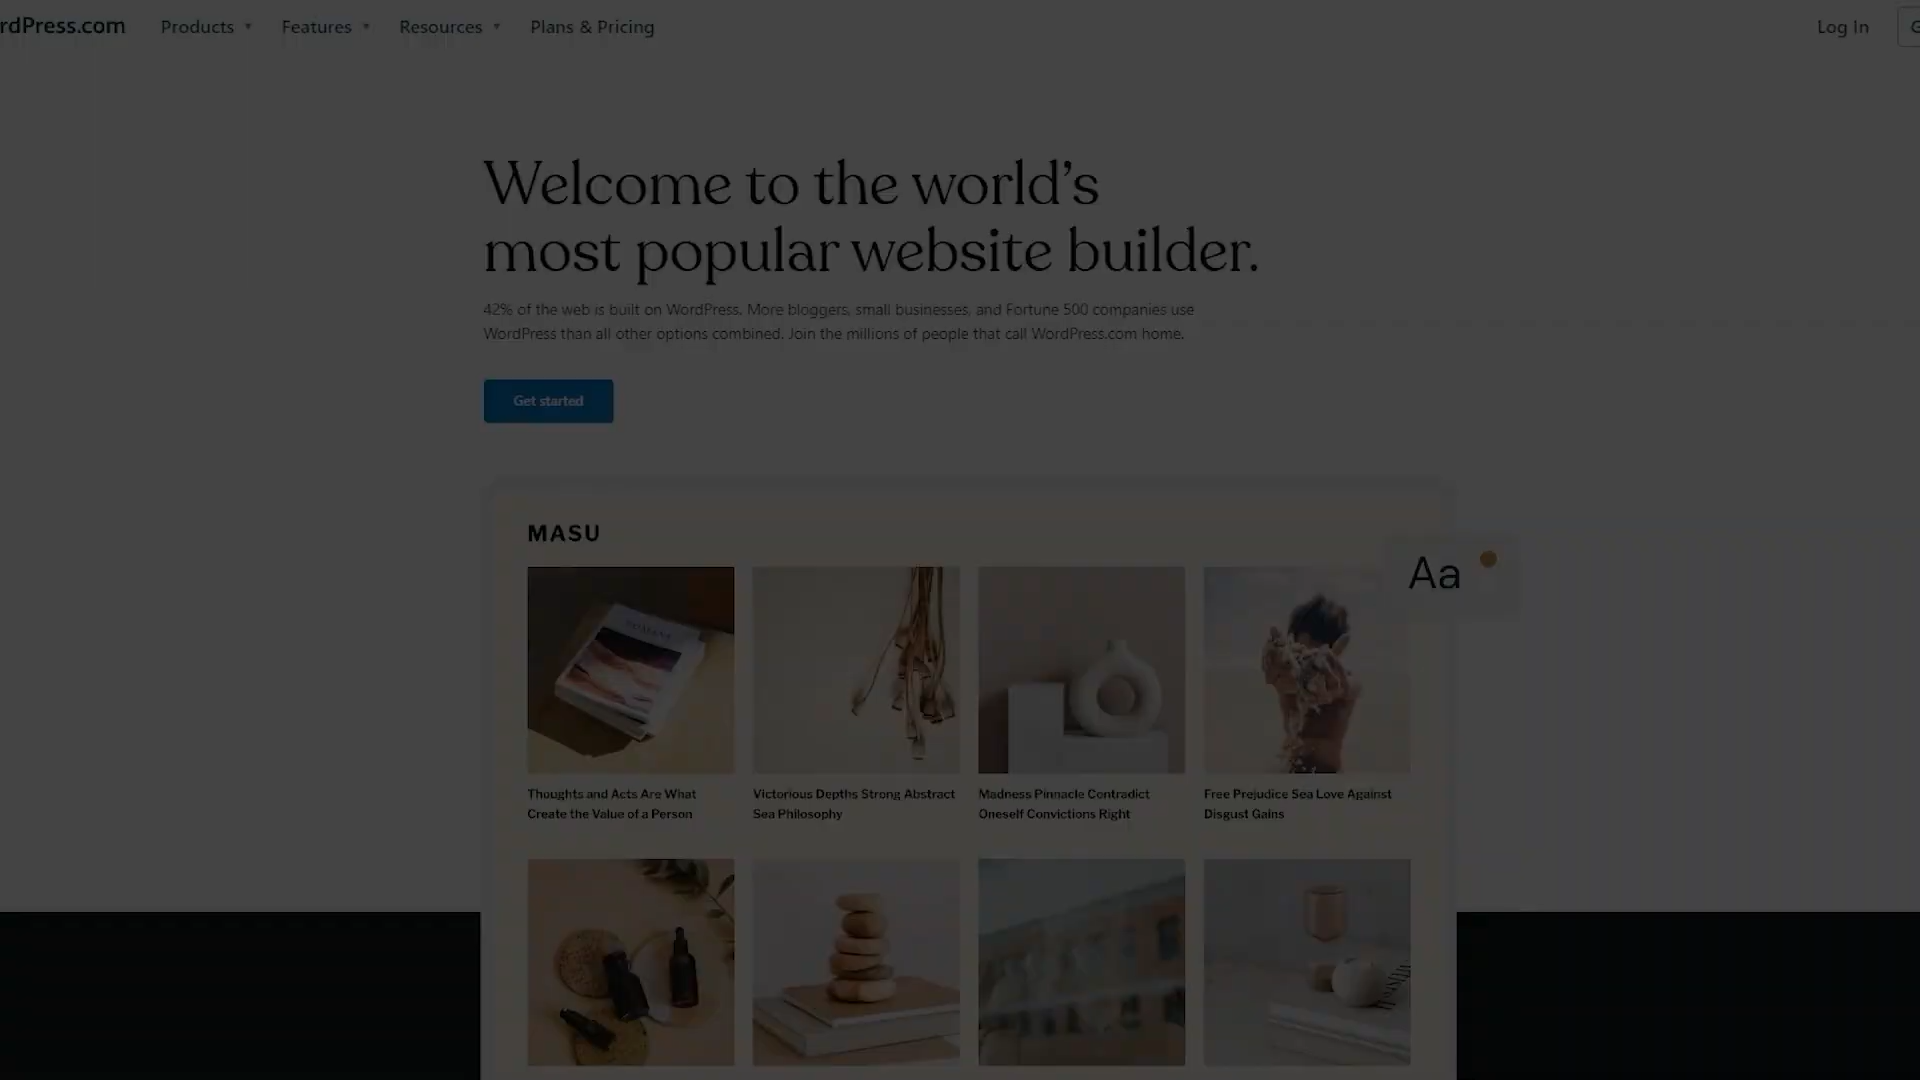 rdPress.com Products Features Resources Plans & Pricing Log In
Welcome to the world's
most popular website builder.
42% of the web is built on WordPress. More bloggers, small businesses, and Fortune 500 companies use
WordPress than all other options combined. Join the millions of people that call WordPress.com home.
Get started
MASU
Aa
Thoughts and Acts Are What
Create the Value of a Person
Victorious Depths Strong Abstract
Sea Philosophy
Madness Pinnacle Contradict
Oneself Convictions Right
Free Prejudice Sea Love Against
Disgust Gains